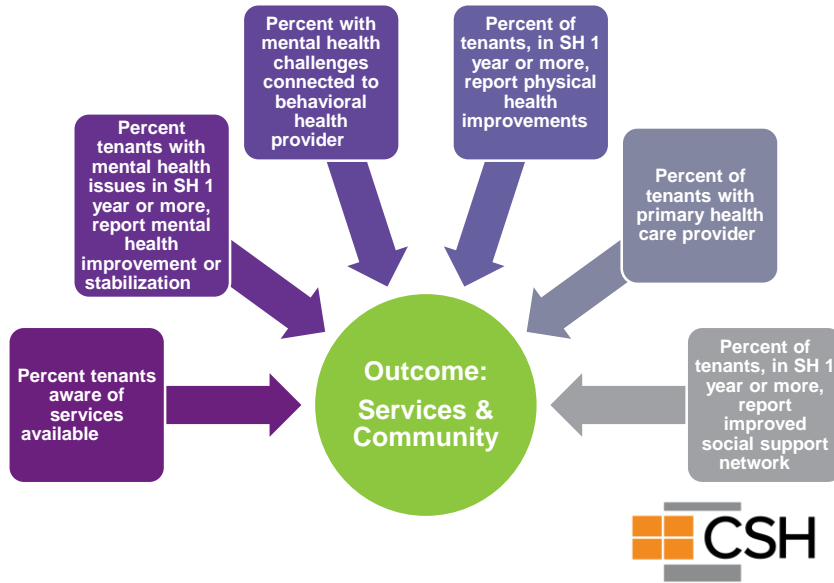 Percent tenants
aware of
services
available
Percent
tenants with
mental health
issues in SH 1
year or more,
report mental
health
improvement or
stabilization
Percent with
mental health
challenges
connected to
behavioral
health
provider
Percent of
tenants, in SH 1
year or more,
report physical
health
improvements
Percent of
tenants with
primary health
care provider
Percent of
tenants, in SH 1
year or more,
report
improved
social support
network
Outcome:
Services &
Community
CSH